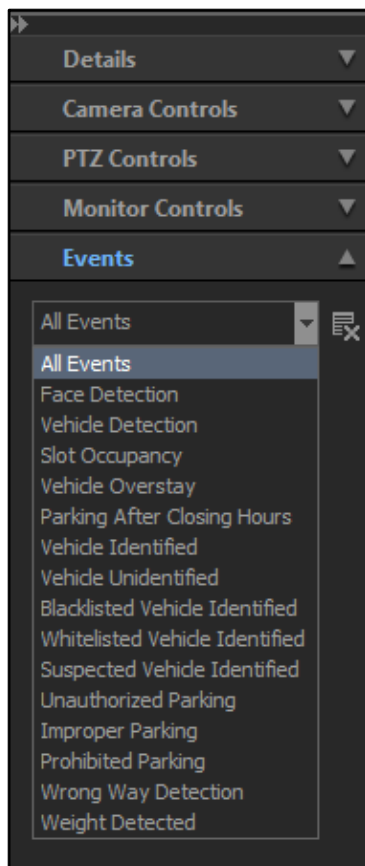 Details
Camera Controls
PTZ Controls
Monitor Controls
Events
All Events
All Events
Face Detection
Vehicle Detection
Slot Occupancy
Vehicle Overstay
Parking After Closing Hours
Vehicle Identified
Vehicle Unidentified
Blacklisted Vehicle Identified
Whitelisted Vehicle Identified
Suspected Vehicle Identified
Unauthorized Parking
Improper Parking
Prohibited Parking
Wrong Way Detection
Weight Detected